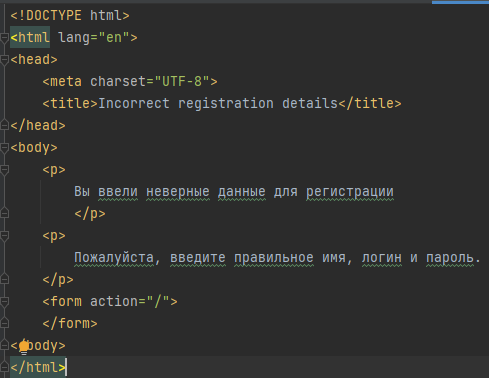 <!DOCTYPE html>
<html lang="en">
<head>
    <meta charset="UTF-8">
    <title>Incorrect registration details</title>
</head>
<body>
    <p>
        Вы ввели неверные данные для регистрации
        </p>
    <p>
        Пожалуйста, введите правильное имя, логин и пароль.
    </p>
    <form action="/">
    </form>
</body>
</html>